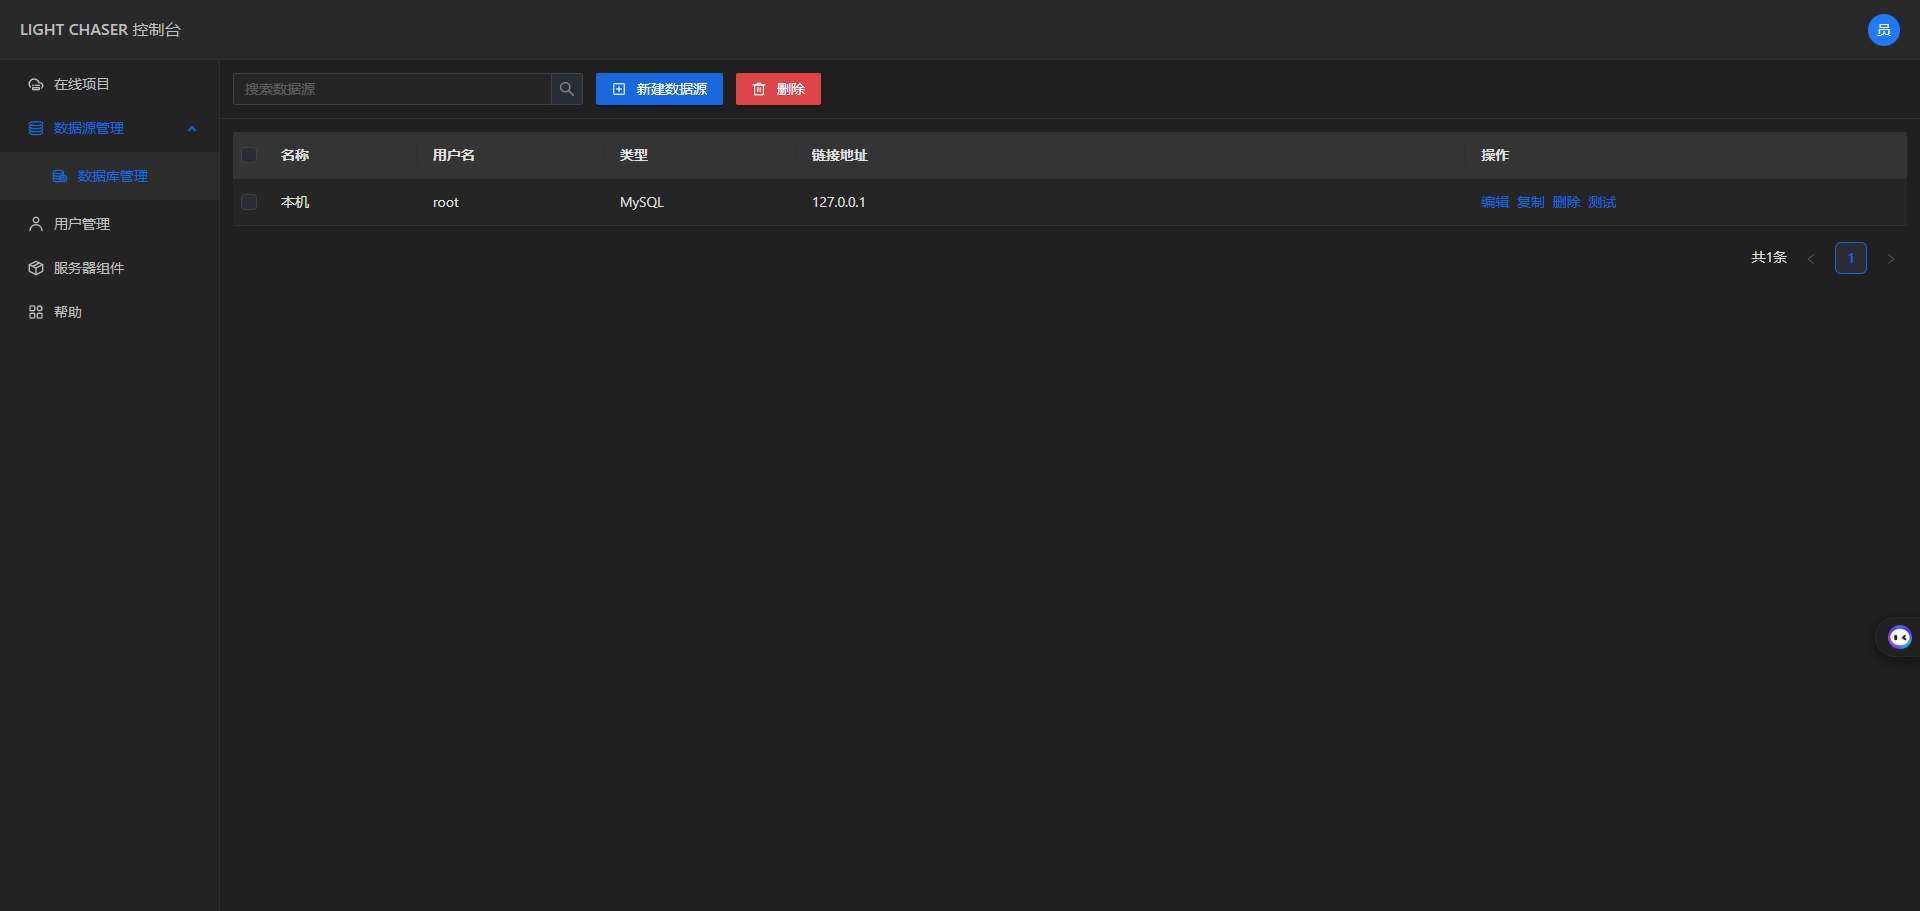 LIGHT CHASER 控制台
员
在线项目
数据源管理
数据库管理
用户管理
服务器组件
帮助
搜索数据源
新建数据源
删除
名称 用户名 类型 链接地址 操作
本机 root MySQL 127.0.0.1 编辑 复制 删除 测试
共1条 1